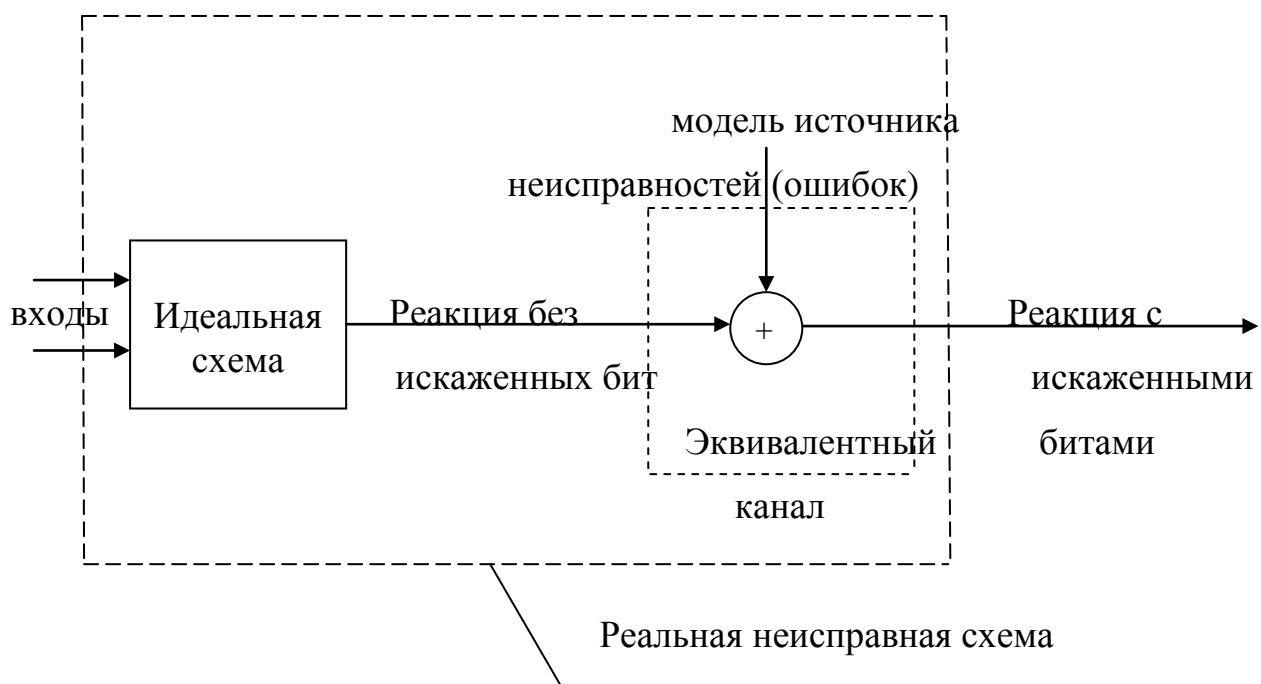 модель источника
неисправностей (ошибок)
входы
Идеальная
схема
Реакция без
искаженных бит
+
Реакция с
искаженными
битами
Эквивалентный
канал
Реальная неисправная схема